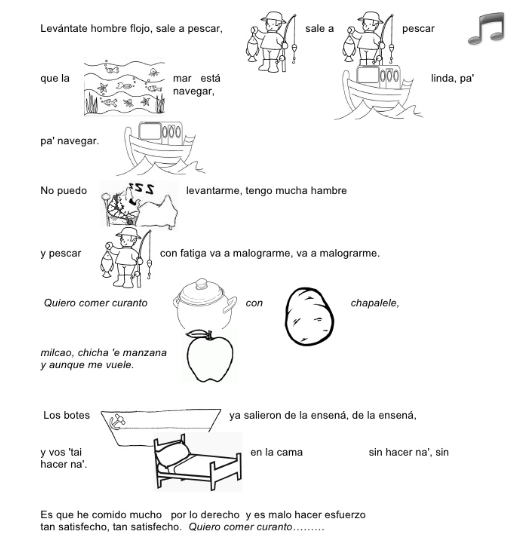 Levántate hombre flojo, sale a pescar, sale a pescar
que la mar está linda, pa'
navegar,
pa' navegar.
No puedo levantarme, tengo mucha hambre
y pescar con fatiga va a malograrme, va a malograrme.
Quiero comer curanto con chapalele,
milcao, chicha 'e manzana
y aunque me vuele.
Los botes ya salieron de la ensená, de la ensená,
y vos 'tai en la cama sin hacer na', sin
hacer na'.
Es que he comido mucho por lo derecho y es malo hacer esfuerzo
tan satisfecho, tan satisfecho. Quiero comer curanto.........